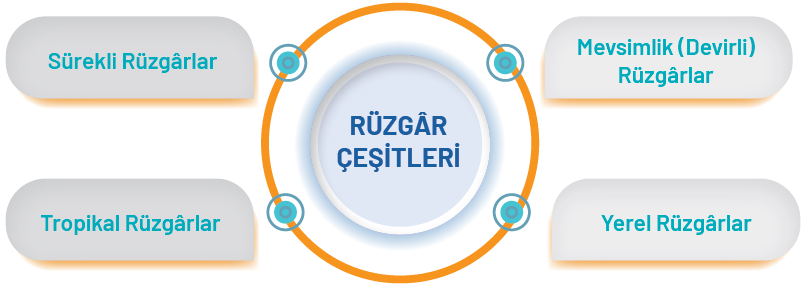 Sürekli Rüzgârlar
Mevsimlik (Devirli)
Rüzgârlar
RÜZGÂR
ÇEŞİTLERİ
Tropikal Rüzgârlar
Yerel Rüzgârlar